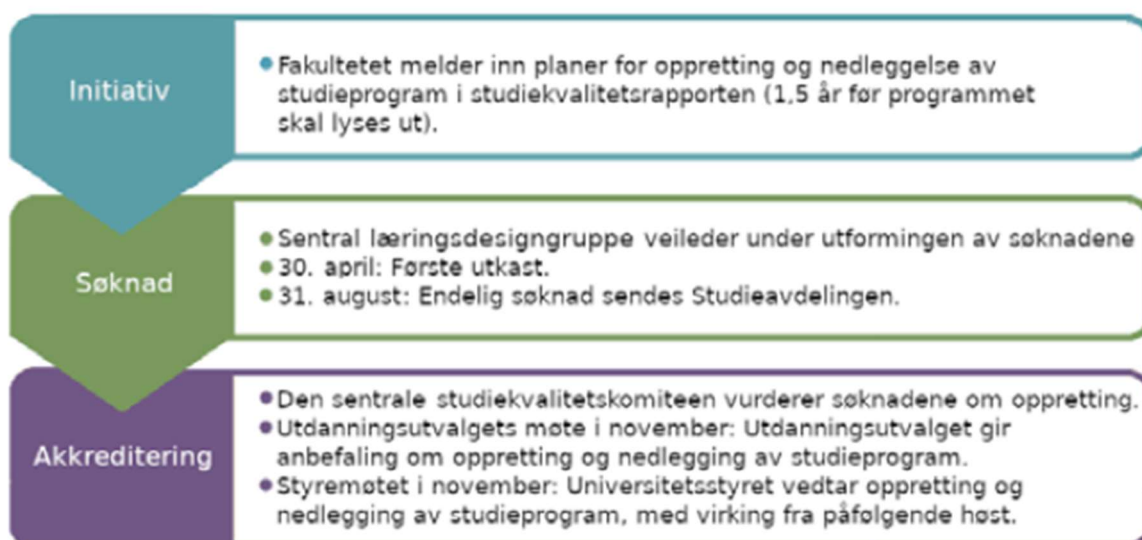 Initiativ
Fakultetet melder inn planer for oppretting og nedleggelse av
studieprogram i studiekvalitetsrapporten (1,5 år før programmet
skal lyses ut).
Søknad
Sentral læringsdesigngruppe veileder under utformingen av søknadene
30. april: Første utkast.
31. august: Endelig søknad sendes Studieavdelingen.
Akkreditering
Den sentrale studiekvalitetskomiteen vurderer søknadene om oppretting.
Utdanningsutvalgets møte i november: Utdanningsutvalget gir
anbefaling om oppretting og nedlegging av studieprogram.
Styremøtet i november: Universitetsstyret vedtar oppretting og
nedlegging av studieprogram, med virking fra påfølgende høst.